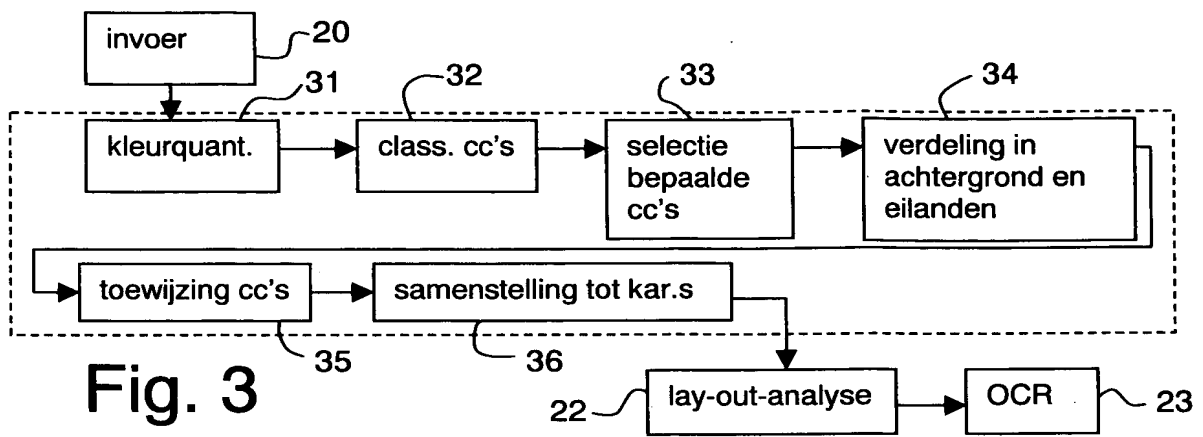 invoer
20
31
32
33
34
kleurquant.
class. cc's
selectie
bepaalde
cc's
verdeling in
achtergrond en
eilanden
toewijzing cc's
samenstelling tot kar.s
35
36
Fig. 3
22
lay-out-analyse
OCR
23